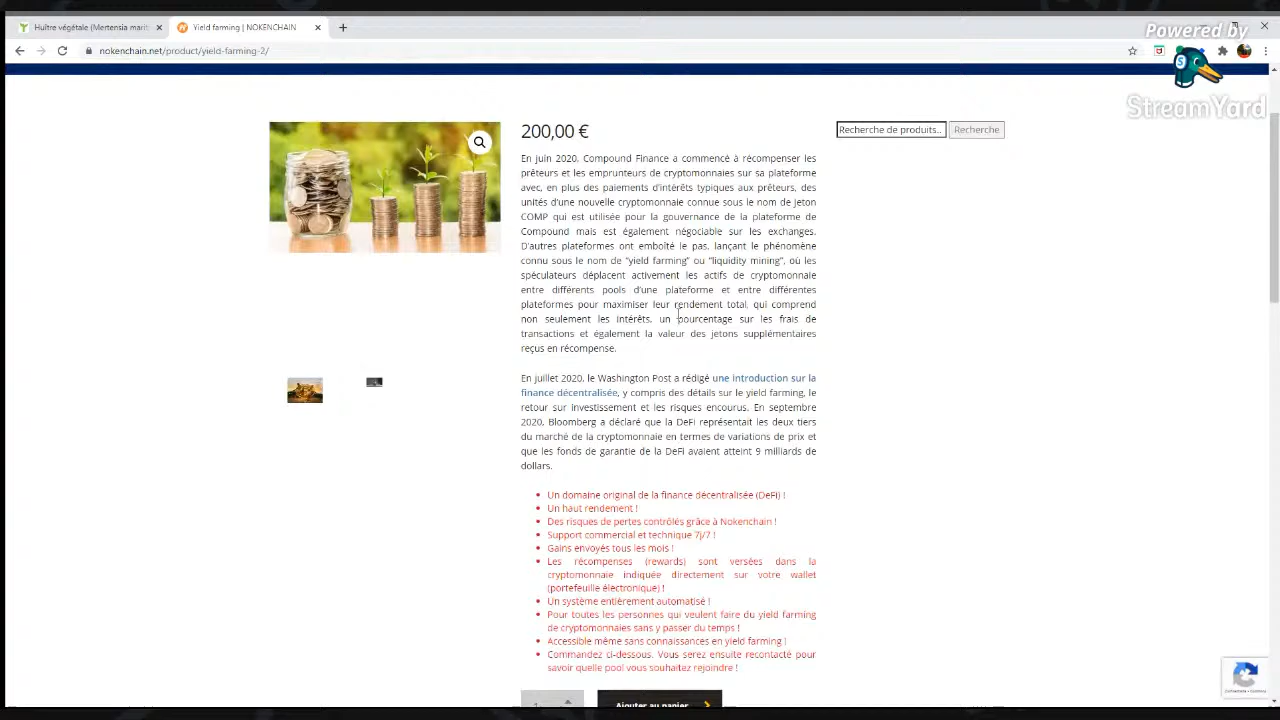 Huître végétale (Mertensia marit
Yield farming | NOKENCHAIN
nokenchain.net/product/yield-farming-2/
Powered by
StreamYard
200,00 €
Recherche de produits..
Recherche
En juin 2020, Compound Finance a commencé à récompenser les
prêteurs et les emprunteurs de cryptomonnaies sur sa plateforme
avec, en plus des paiements d'intérêts typiques aux prêteurs, des
unités d'une nouvelle cryptomonnaie connue sous le nom de jeton
COMP qui est utilisée pour la gouvernance de la plateforme de
Compound mais est également négociable sur les exchanges.
D'autres plateformes ont emboîté le pas, lançant le phénomène
connu sous le nom de "yield farming" ou "liquidity mining", où les
spéculateurs déplacent activement les actifs de cryptomonnaie
entre différents pools d'une plateforme et entre différentes
plateformes pour maximiser leur rendement total, qui comprend
non seulement les intérêts, un pourcentage sur les frais de
transactions et également la valeur des jetons supplémentaires
reçus en récompense.
En juillet 2020, le Washington Post a rédigé une introduction sur la
finance décentralisée, y compris des détails sur le yield farming, le
retour sur investissement et les risques encourus. En septembre
2020, Bloomberg a déclaré que la DeFi représentait les deux tiers
du marché de la cryptomonnaie en termes de variations de prix et
que les fonds de garantie de la DeFi avaient atteint 9 milliards de
dollars.
• Un domaine original de la finance décentralisée (DeFi) !
• Un haut rendement !
• Des risques de pertes contrôlés grâce à Nokenchain !
• Support commercial et technique 7j/7 !
• Gains envoyés tous les mois !
• Les récompenses (rewards) sont versées dans la
cryptomonnaie indiquée directement sur votre wallet
(portefeuille électronique) !
• Un système entièrement automatisé !
• Pour toutes les personnes qui veulent faire du yield farming
de cryptomonnaies sans y passer du temps !
• Accessible même sans connaissances en yield farming !
• Commandez ci-dessous. Vous serez ensuite recontacté pour
savoir quelle pool vous souhaitez rejoindre !
1
Ajouter au panier